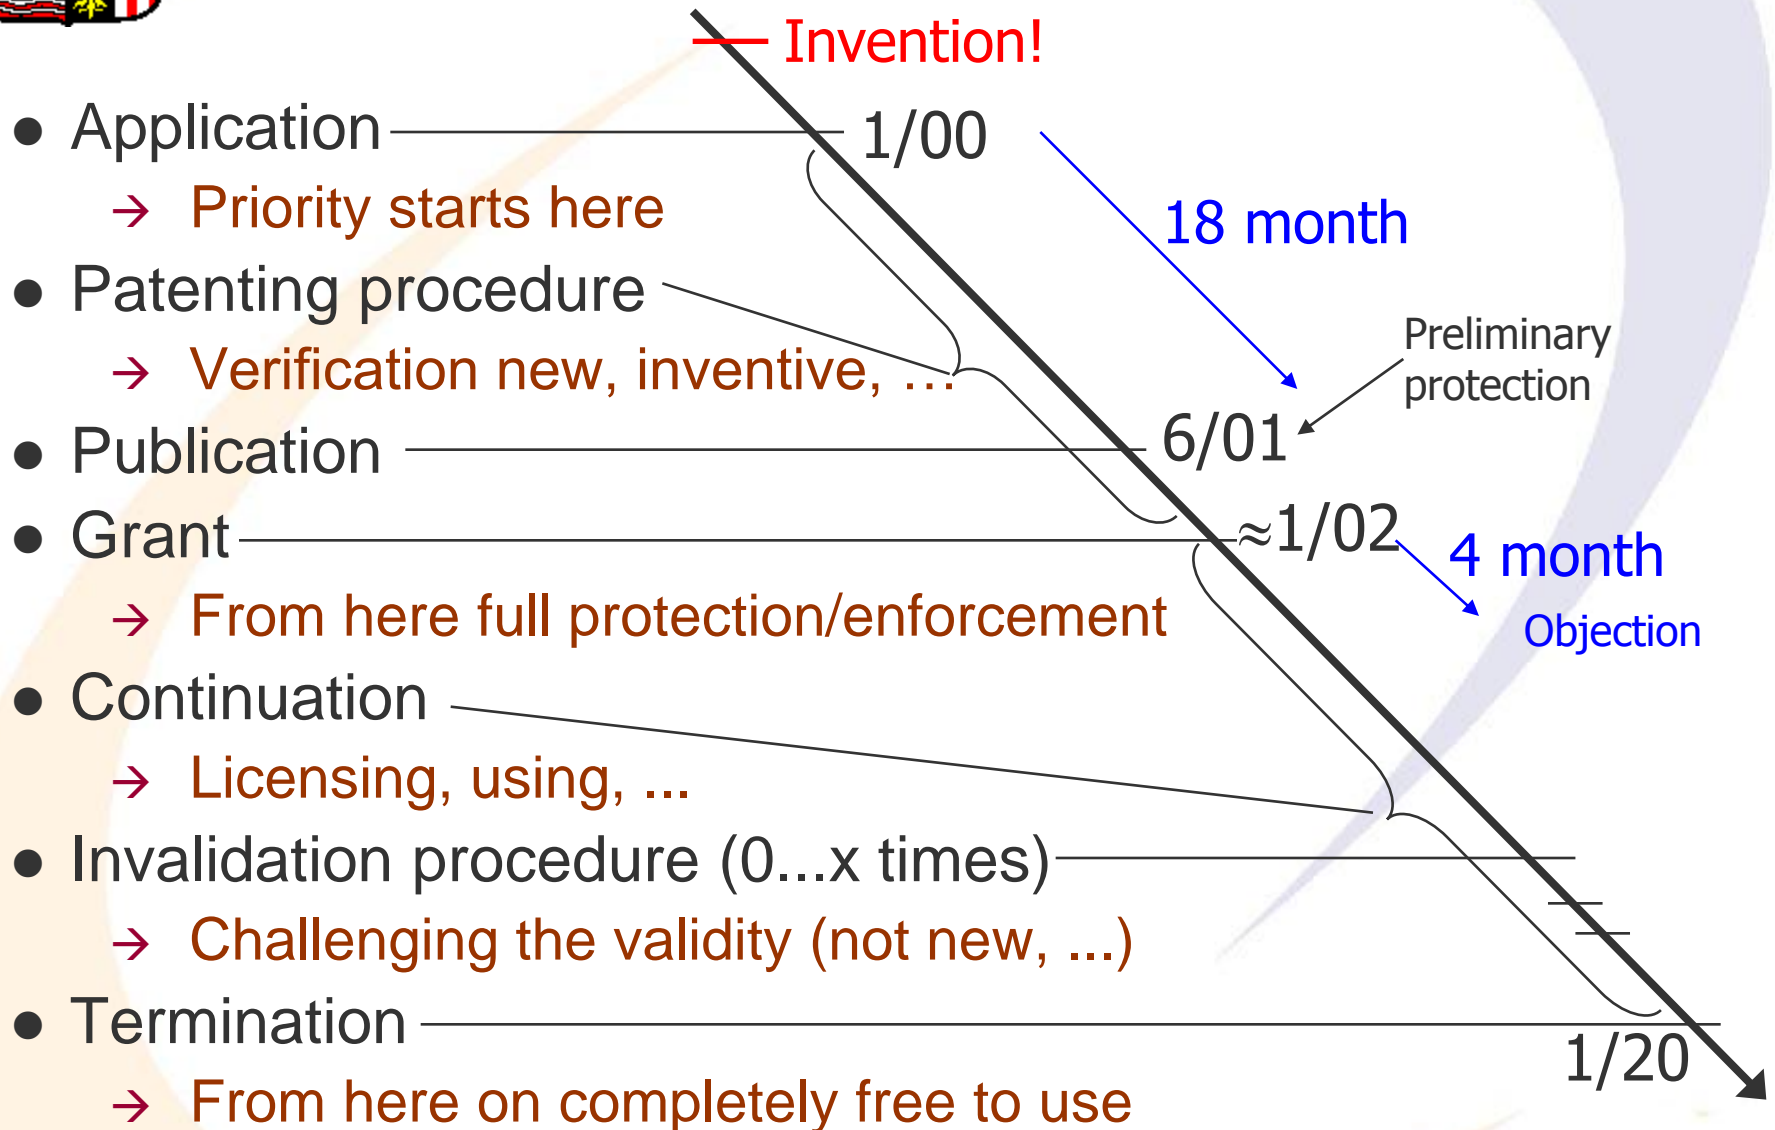 Invention!
● Application
1/00
→ Priority starts here
18 month
● Patenting procedure
Preliminary
protection
→ Verification new, inventive, …
● Publication
6/01
● Grant
≈1/02
4 month
→ From here full protection/enforcement
Objection
● Continuation
→ Licensing, using, ...
● Invalidation procedure (0...x times)
→ Challenging the validity (not new, ...)
● Termination
1/20
→ From here on completely free to use